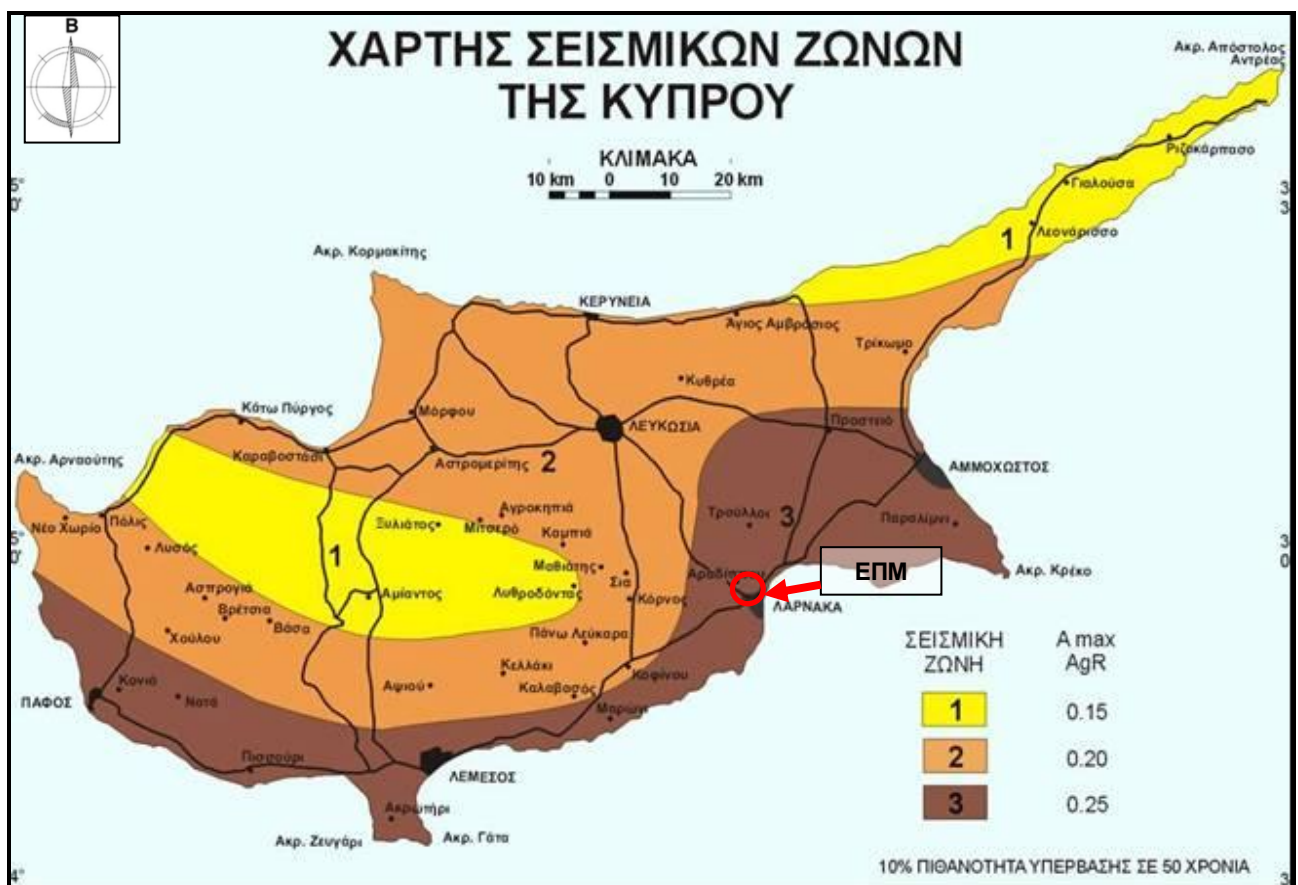 Β
ΧΑΡΤΗΣ ΣΕΙΣΜΙΚΩΝ ΖΩΝΩΝ
ΤΗΣ ΚΥΠΡΟΥ
ΚΛΙΜΑΚΑ
10 km 0 10 20 km
Ακρ. Απόστολος
Αντρέας
Ριζοκάρπασο
Γιαλούσα
Λεονάρισσο
1
Ακρ. Κορμακίτης
ΚΕΡΥΝΕΙΑ
Άγιος Αμβρόσιος
Τρίκωμο
Κυθρέα
Κάτω Πύργος
Μόρφου
ΛΕΥΚΩΣΙΑ
Προστειό
Καραβοστάσι
Αστρομερίτης
2
ΑΜΜΟΧΩΣΤΟΣ
Ακρ. Αρναούτης
Νέο Χωριό
Πόλις
Ξυλιάτος
Αγροκηπιά
Μιτσερό
Καμπιά
Τρούλλοι
3
Παραλίμνι
Λυσός
1
Μαθιάτης
Σια
ΕΠΜ
Ακρ. Κρέκο
Ασπρογιά
Αμίαντος
Λυθροδόντας
Κόρνος
ΛΑΡΝΑΚΑ
Βρέτσια
Βάσα
Χούλου
Πάνω Λεύκαρα
Κελλάκι
Κοφίνου
Κονιά
Νατά
Αψιού
Καλαβασός
Μαρώνι
ΠΑΦΟΣ
Πισσούρι
ΛΕΜΕΣΟΣ
Ακρωτήρι
Ακρ. Ζευγάρι
Ακρ. Γάτα
ΣΕΙΣΜΙΚΗ
ΖΩΝΗ
A max
AgR
1 0.15
2 0.20
3 0.25
10% ΠΙΘΑΝΟΤΗΤΑ ΥΠΕΡΒΑΣΗΣ ΣΕ 50 ΧΡΟΝΙΑ